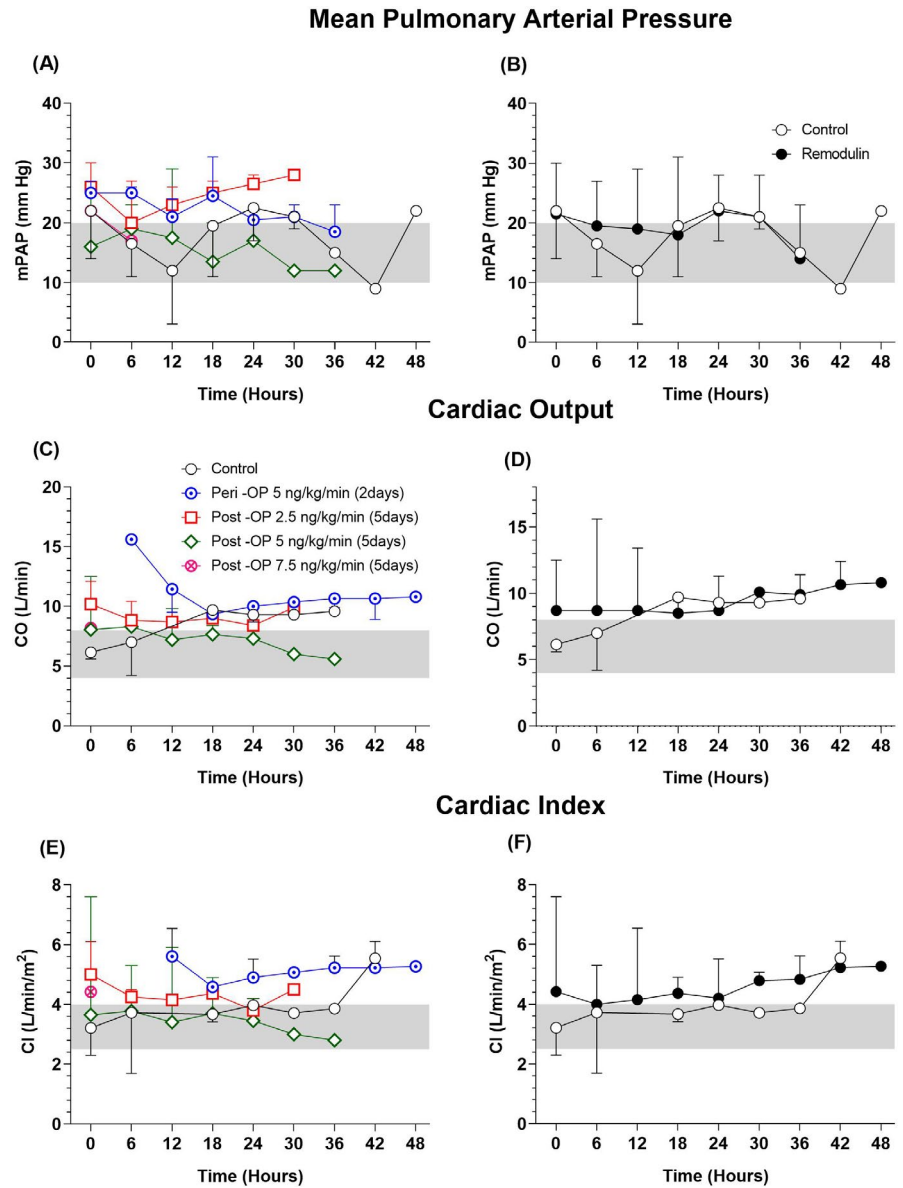 Mean Pulmonary Arterial Pressure
(A)
40
30
20
10
0
mPAP (mm Hg)
0 6 12 18 24 30 36 42 48
Time (Hours)
(B)
40
30
20
10
0
mPAP (mm Hg)
Control
Remodulin
0 6 12 18 24 30 36 42 48
Time (Hours)
Cardiac Output
(C)
20
15
10
5
0
CO (L/min)
Control
Peri -OP 5 ng/kg/min (2days)
Post -OP 2.5 ng/kg/min (5days)
Post -OP 5 ng/kg/min (5days)
Post -OP 7.5 ng/kg/min (5days)
0 6 12 18 24 30 36 42 48
Time (Hours)
(D)
15
10
5
0
CO (L/min)
0 6 12 18 24 30 36 42 48
Time (Hours)
Cardiac Index
(E)
8
6
4
2
0
CI (L/min/m²)
0 6 12 18 24 30 36 42 48
Time (Hours)
(F)
8
6
4
2
0
CI (L/min/m²)
0 6 12 18 24 30 36 42 48
Time (Hours)